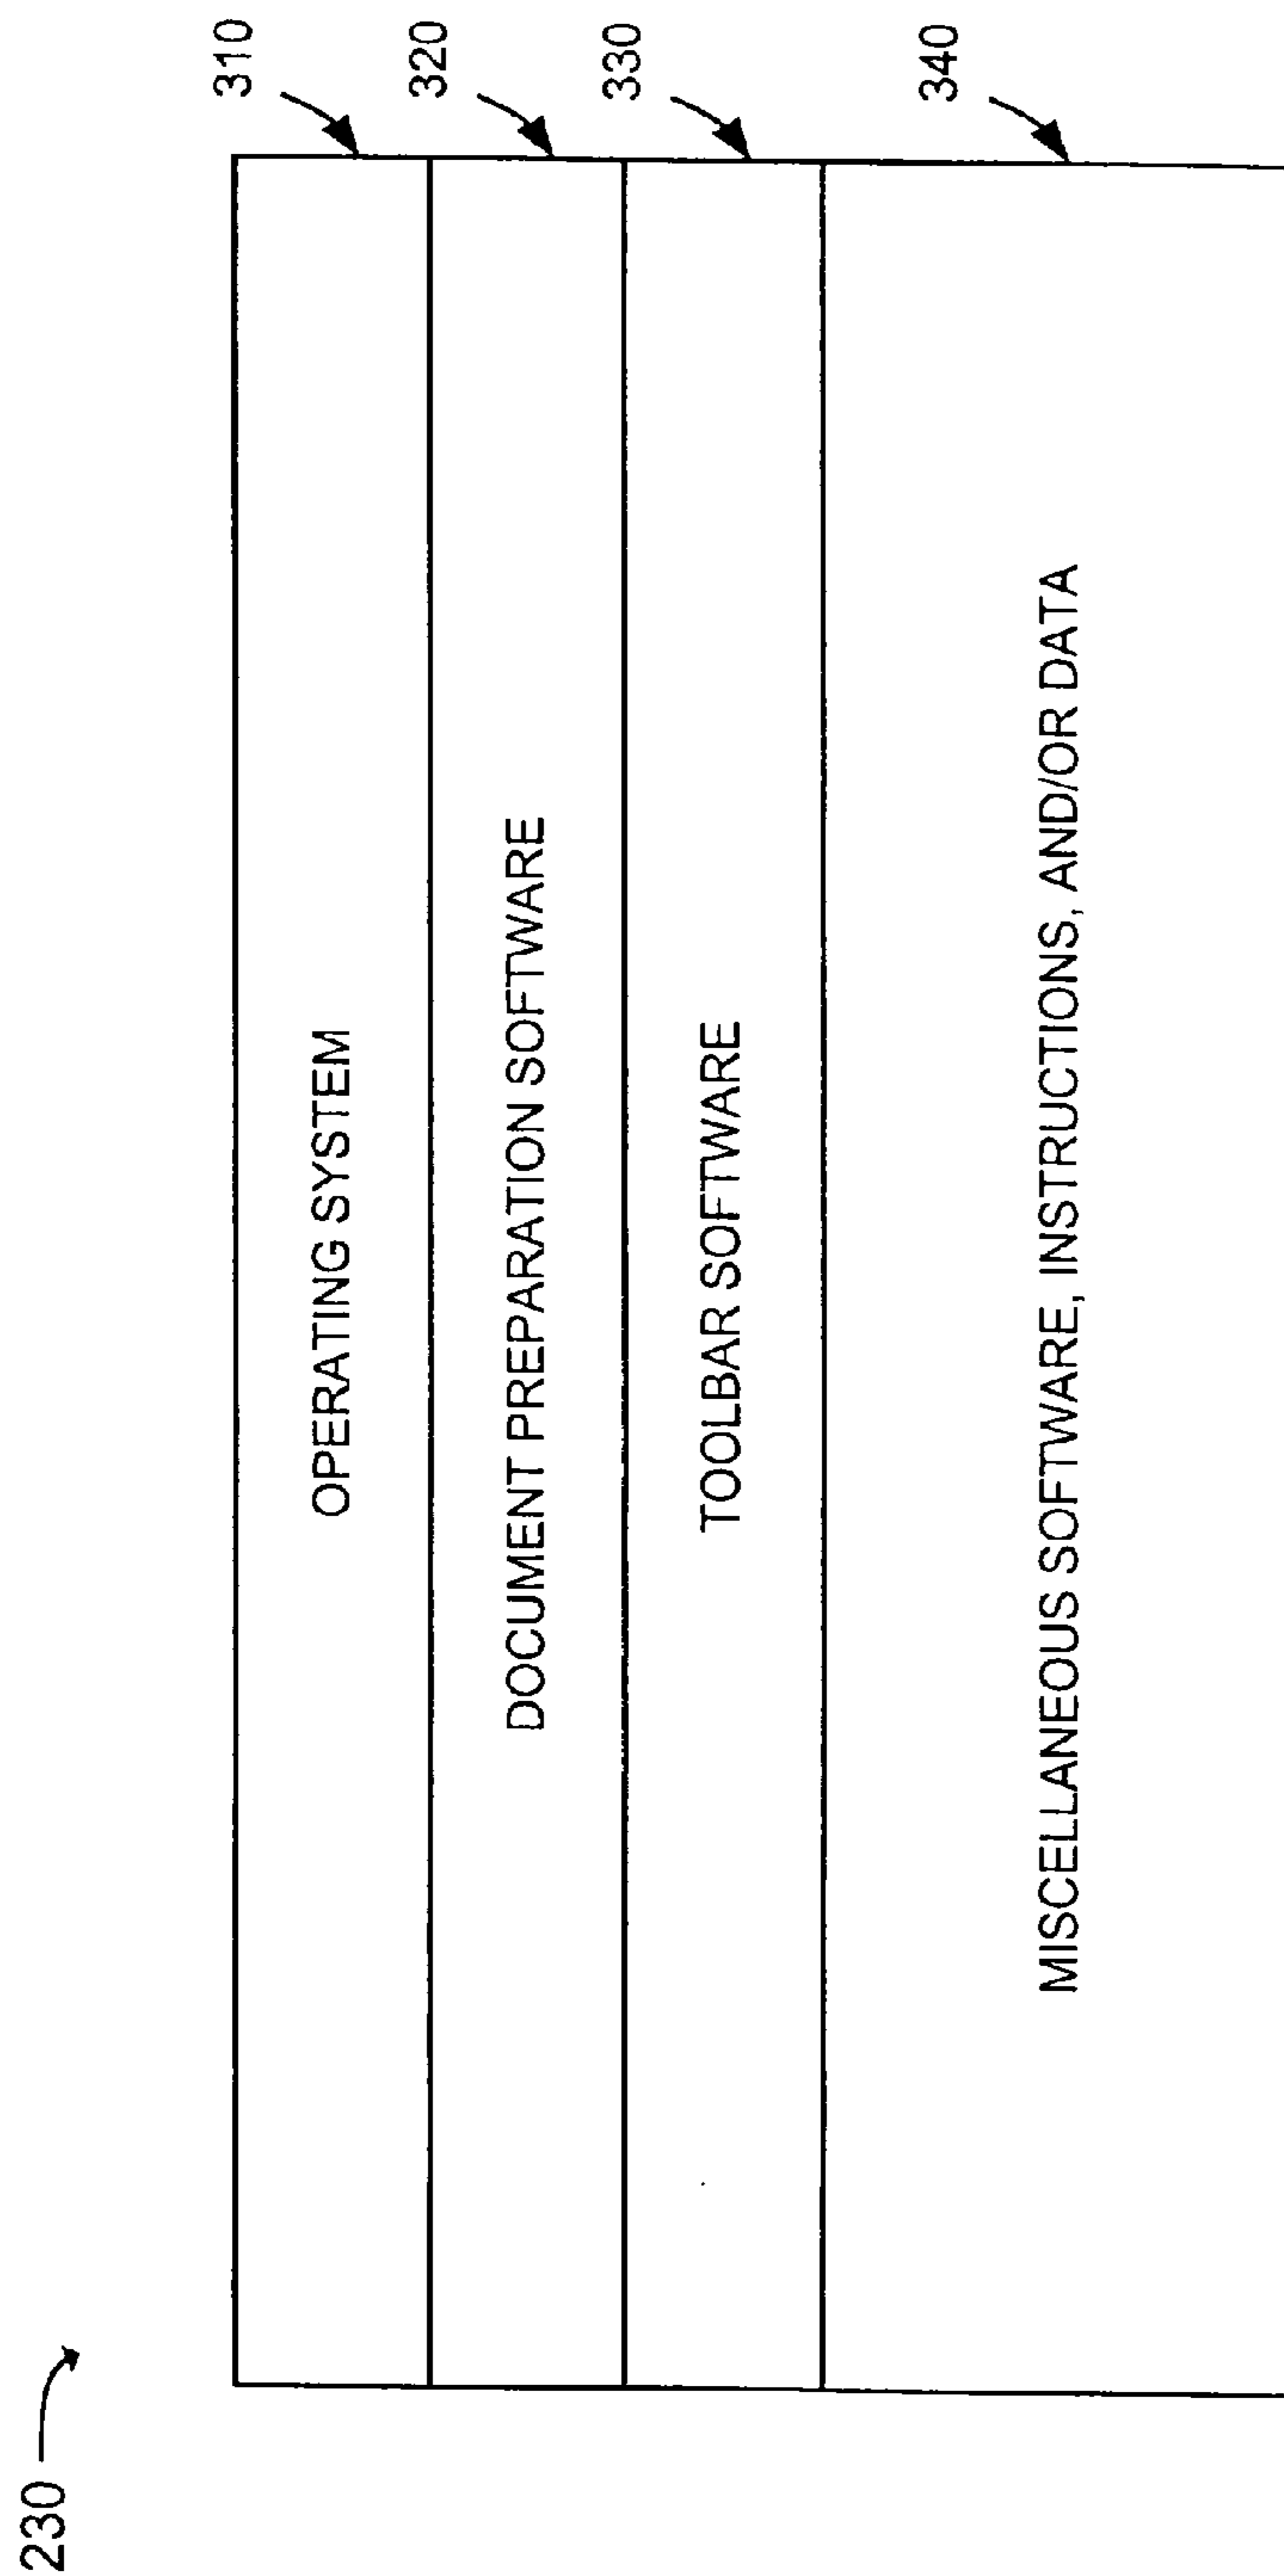 230
OPERATING SYSTEM
310
DOCUMENT PREPARATION SOFTWARE
320
TOOLBAR SOFTWARE
330
MISCELLANEOUS SOFTWARE, INSTRUCTIONS, AND/OR DATA
340